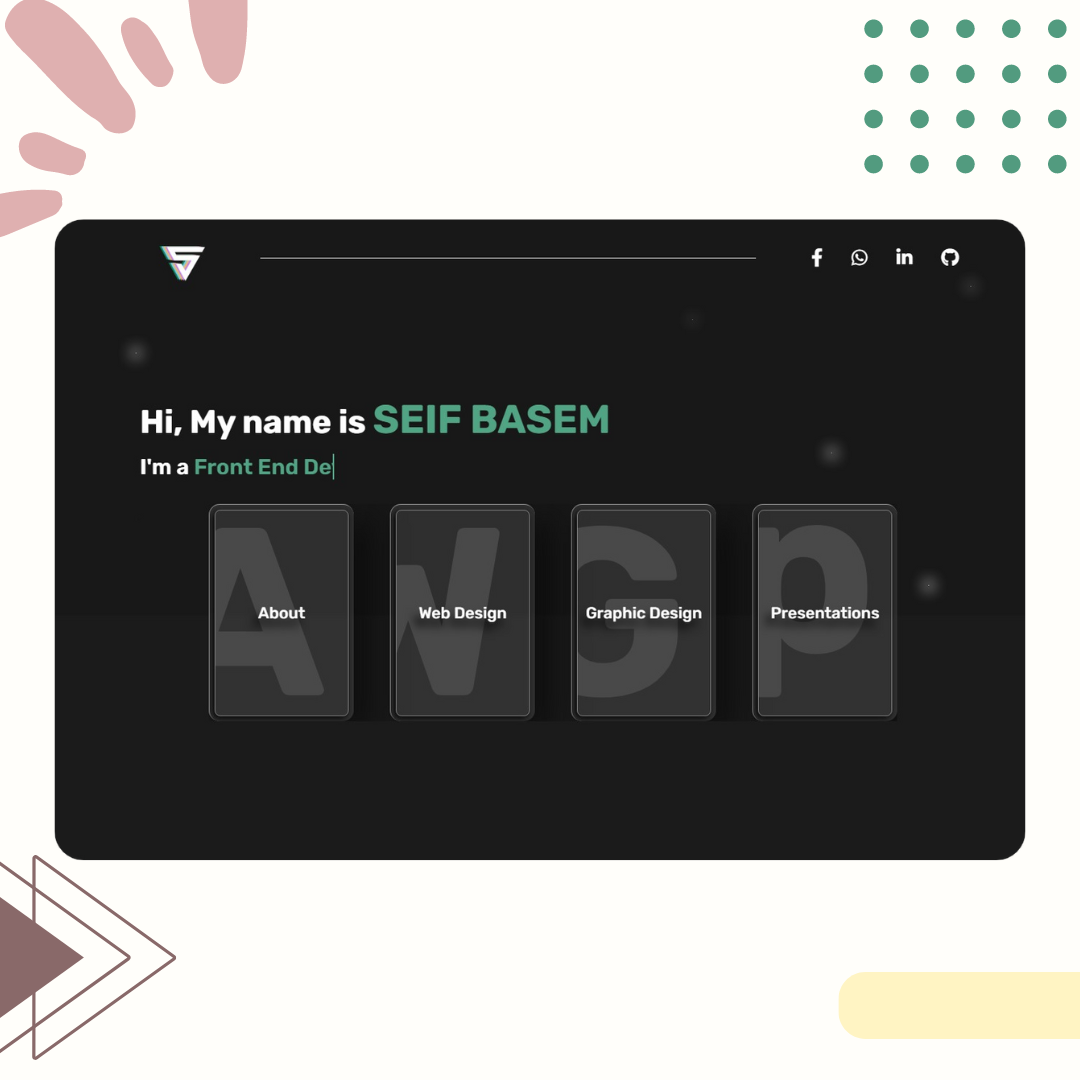 Hi, My name is SEIF BASEM
I'm a Front End De
A
About
W
Web Design
G
Graphic Design
p
Presentations